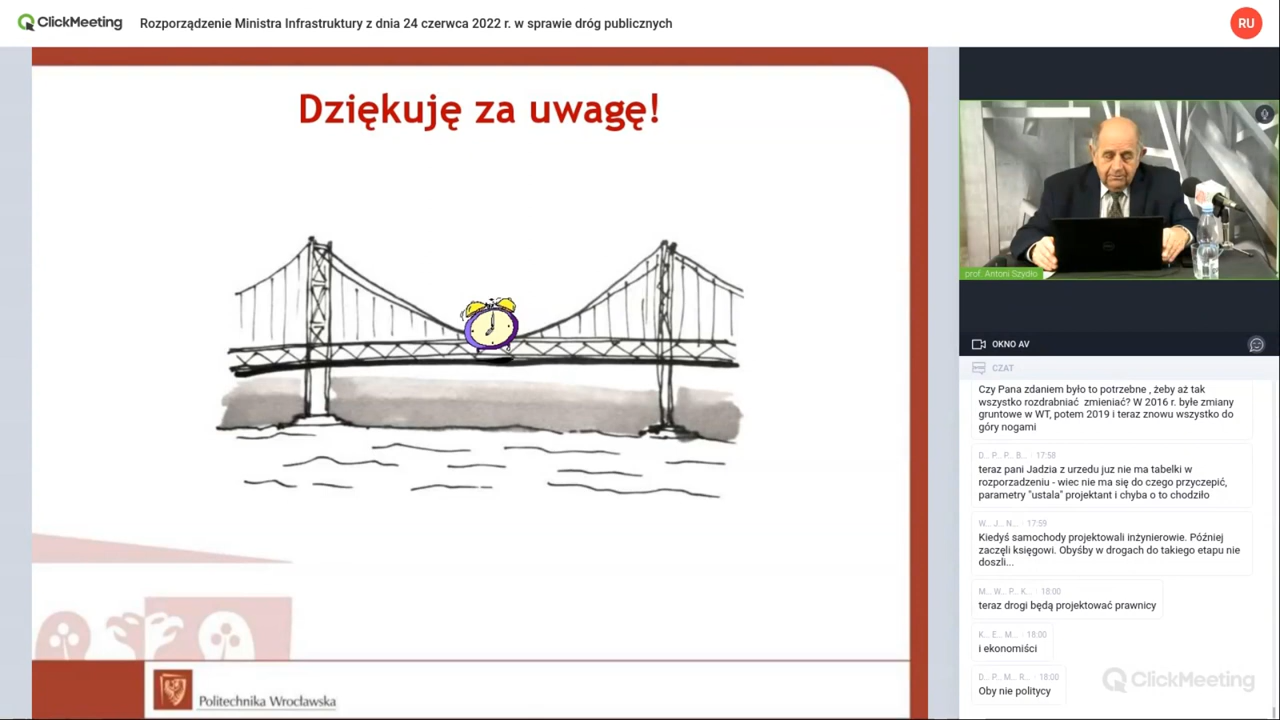 ClickMeeting
Rozporządzenie Ministra Infrastruktury z dnia 24 czerwca 2022 r. w sprawie dróg publicznych
RU
Dziękuję za uwagę!
Politechnika Wrocławska
prof. Antoni Szydło
OKNO AV
CZAT
Czy Pana zdaniem było to potrzebne , żeby aż tak
wszystko rozdrabniać zmieniać? W 2016 r. byłe zmiany
gruntowe w WT, potem 2019 i teraz znowu wszystko do
góry nogami
D... P... P... B... · 17:58
teraz pani Jadzia z urzedu juz nie ma tabelki w
rozporzadzeniu - wiec nie ma się do czego przyczepić,
parametry "ustala" projektant i chyba o to chodziło
W... J... N... · 17:59
Kiedyś samochody projektowali inżynierowie. Później
zaczęli księgowi. Obyśby w drogach do takiego etapu nie
doszli...
M... W... P... K... · 18:00
teraz drogi będą projektować prawnicy
K... E... M... · 18:00
i ekonomiści
D... P... M... R... · 18:00
Oby nie politycy
ClickMeeting